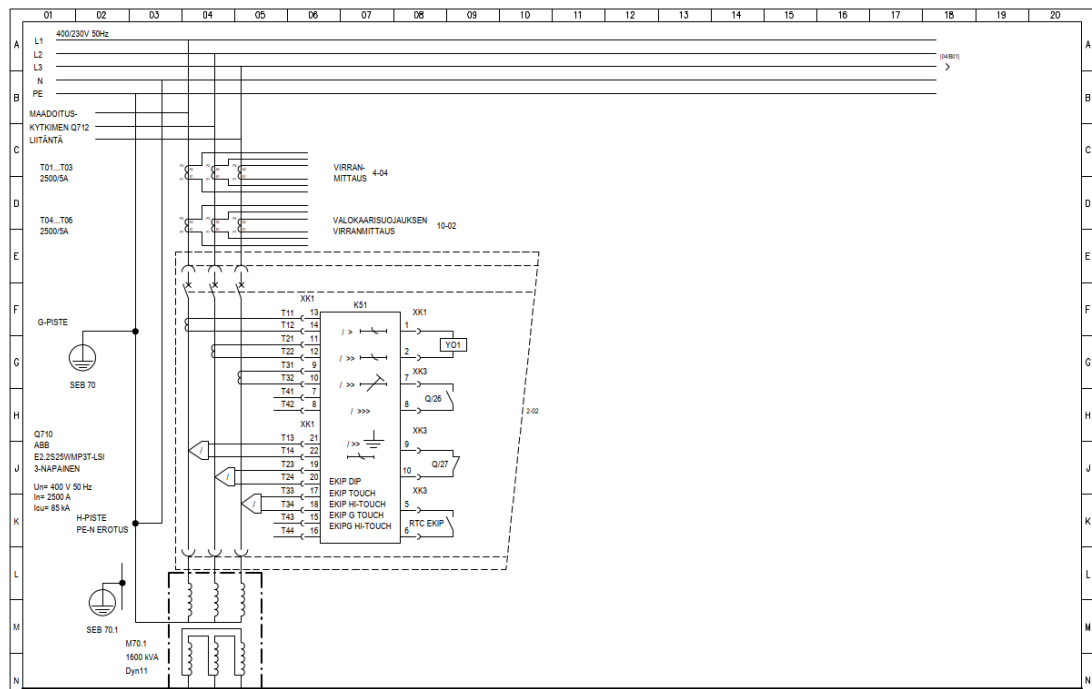 01 02 03 04 05 06 07 08 09 10 11 12 13 14 15 16 17 18 19 20
A A
L1 400/230V 50Hz
L2
L3
N
PE
B B
MAADOITUS-
KYTKIMEN Q712
LIITÄNTÄ
C C
T01...T03
2500/5A
VIRRAN-
MITTAUS 4-04
D D
T04...T06
2500/5A
VALOKAARISUOJAUKSEN
VIRRANMITTAUS 10-02
E E
XK1 K51 XK1
F F
T11 13
T12 14
/ > 1
G-PISTE
T21 11
T22 12
/ >> 2
YO1
G G
SEB 70
T31 9
T32 10
/ >> 7
XK3
T41 7
T42 8
/ >>> 8
Q/26
2-02
H H
XK1 XK3
T13 21
T14 22
/ >> 9
Q710
ABB
E2.2S25WMP3T-LSI
3-NAPAINEN
J J
T23 19
T24 20
10
Q/27
EKIP DIP
Un= 400 V 50 Hz
In= 2500 A
Icu= 85 kA
T33 17
T34 18
EKIP TOUCH
EKIP HI-TOUCH
XK3
5
K K
H-PISTE
PE-N EROTUS
T43 15
T44 16
EKIP G TOUCH
EKIPG HI-TOUCH
6
RTC EKIP
/ / /
L L
SEB 70.1
M M
M70.1
1600 kVA
Dyn11
N N